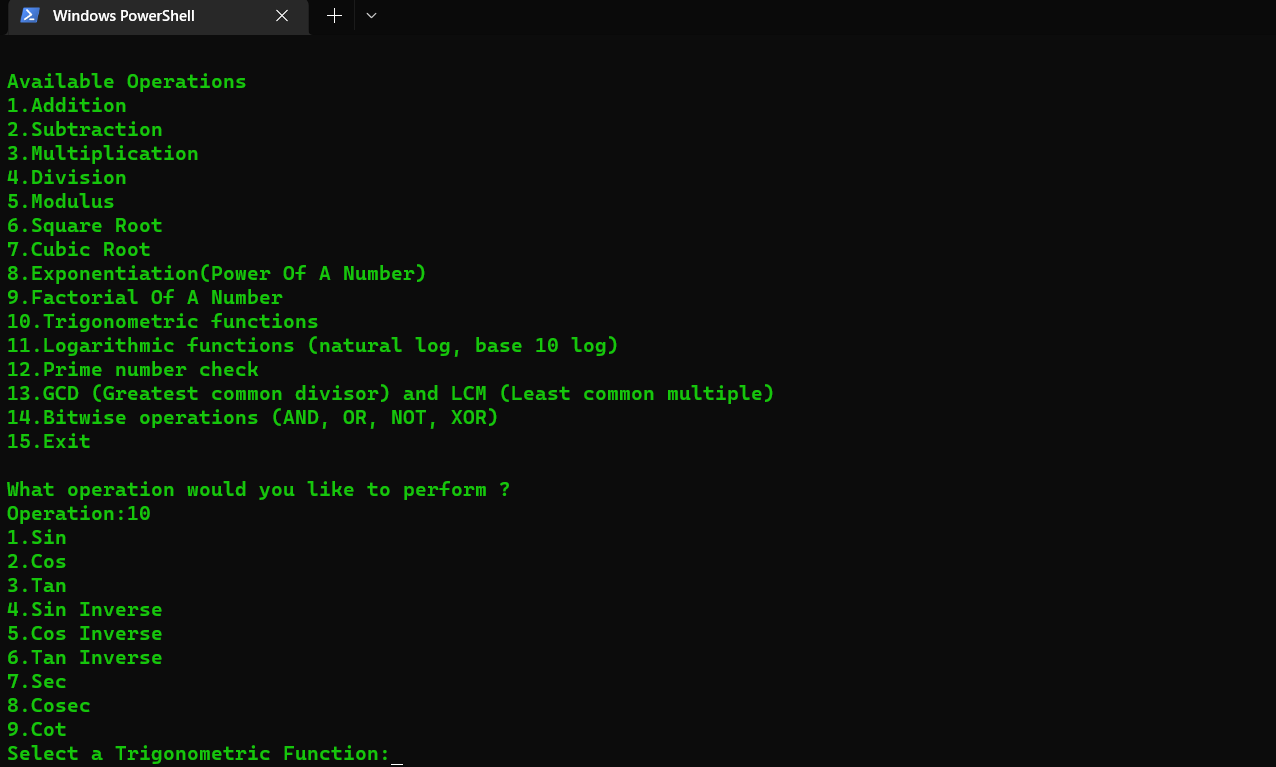 Windows PowerShell
Available Operations
1.Addition
2.Subtraction
3.Multiplication
4.Division
5.Modulus
6.Square Root
7.Cubic Root
8.Exponentiation(Power Of A Number)
9.Factorial Of A Number
10.Trigonometric functions
11.Logarithmic functions (natural log, base 10 log)
12.Prime number check
13.GCD (Greatest common divisor) and LCM (Least common multiple)
14.Bitwise operations (AND, OR, NOT, XOR)
15.Exit
What operation would you like to perform ?
Operation:10
1.Sin
2.Cos
3.Tan
4.Sin Inverse
5.Cos Inverse
6.Tan Inverse
7.Sec
8.Cosec
9.Cot
Select a Trigonometric Function:_